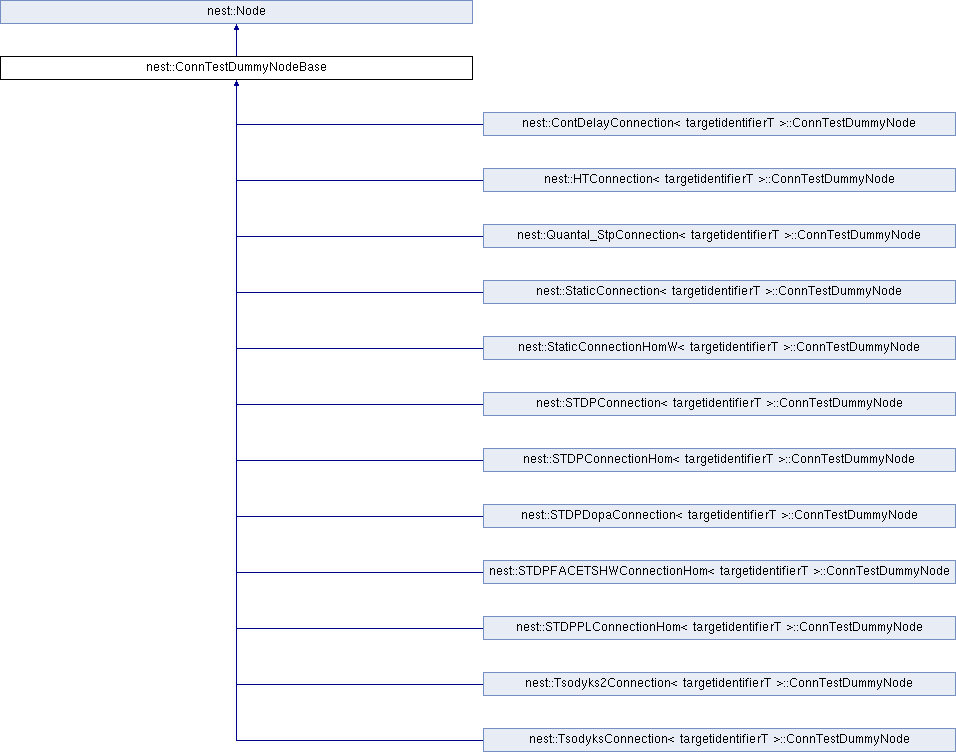 nest::Node
nest::ConnTestDummyNodeBase
nest::ContDelayConnection< targetidentifierT >::ConnTestDummyNode
nest::HTConnection< targetidentifierT >::ConnTestDummyNode
nest::Quantal_StpConnection< targetidentifierT >::ConnTestDummyNode
nest::StaticConnection< targetidentifierT >::ConnTestDummyNode
nest::StaticConnectionHomW< targetidentifierT >::ConnTestDummyNode
nest::STDPConnection< targetidentifierT >::ConnTestDummyNode
nest::STDPConnectionHom< targetidentifierT >::ConnTestDummyNode
nest::STDPDopaConnection< targetidentifierT >::ConnTestDummyNode
nest::STDPFACETSHWConnectionHom< targetidentifierT >::ConnTestDummyNode
nest::STDPPLConnectionHom< targetidentifierT >::ConnTestDummyNode
nest::Tsodyks2Connection< targetidentifierT >::ConnTestDummyNode
nest::TsodyksConnection< targetidentifierT >::ConnTestDummyNode